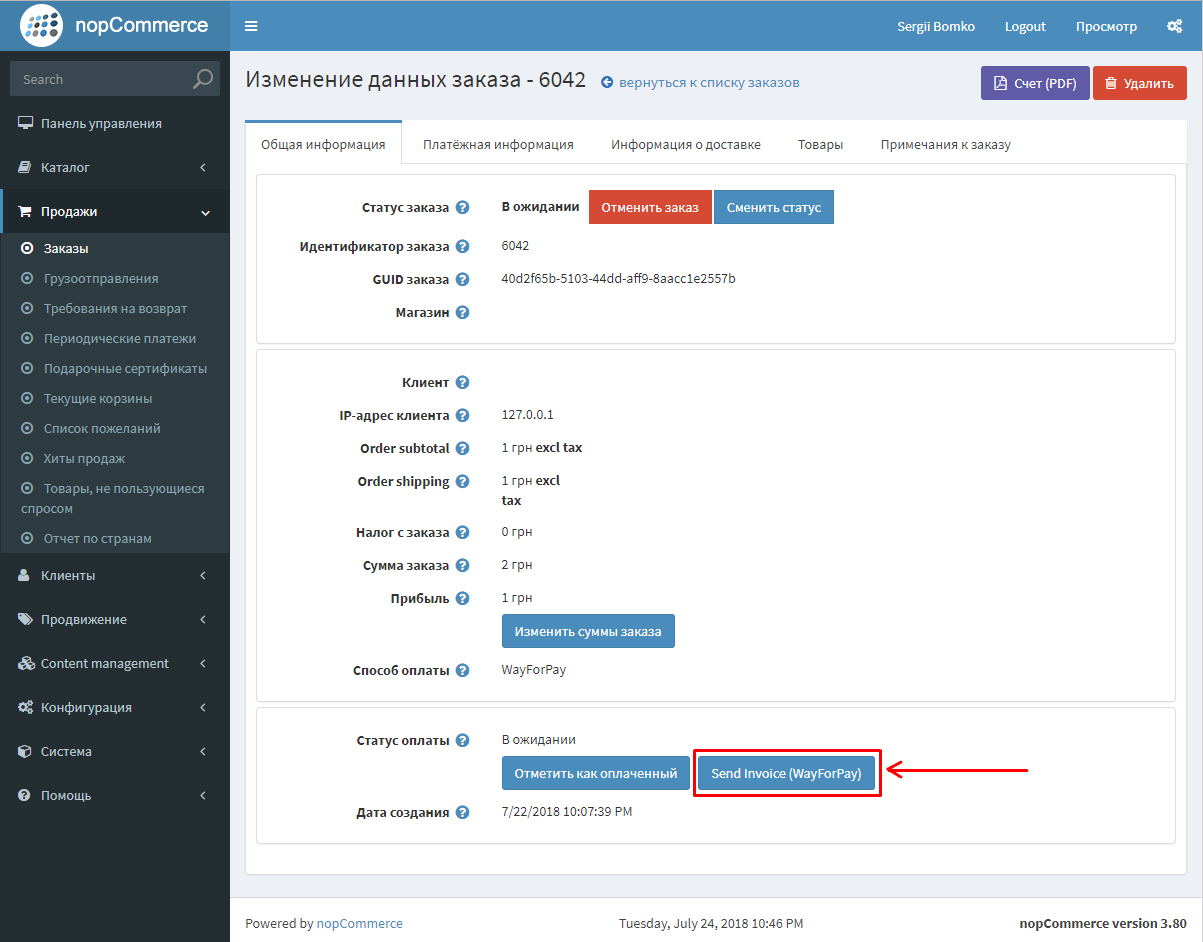 nopCommerce
Sergii Bomko
Logout
Просмотр
Search
Панель управления
Каталог
Продажи
Заказы
Грузоотправления
Требования на возврат
Периодические платежи
Подарочные сертификаты
Текущие корзины
Список пожеланий
Хиты продаж
Товары, не пользующиеся
спросом
Отчет по странам
Клиенты
Продвижение
Content management
Конфигурация
Система
Помощь
Изменение данных заказа - 6042
вернуться к списку заказов
Счет (PDF)
Удалить
Общая информация
Платёжная информация
Информация о доставке
Товары
Примечания к заказу
Статус заказа
В ожидании
Отменить заказ
Сменить статус
Идентификатор заказа
6042
GUID заказа
40d2f65b-5103-44dd-aff9-8aacc1e2557b
Магазин
Клиент
IP-адрес клиента
127.0.0.1
Order subtotal
1 грн excl tax
Order shipping
1 грн excl
tax
Налог с заказа
0 грн
Сумма заказа
2 грн
Прибыль
1 грн
Изменить суммы заказа
Способ оплаты
WayForPay
Статус оплаты
В ожидании
Отметить как оплаченный
Send Invoice (WayForPay)
Дата создания
7/22/2018 10:07:39 PM
Powered by nopCommerce
Tuesday, July 24, 2018 10:46 PM
nopCommerce version 3.80